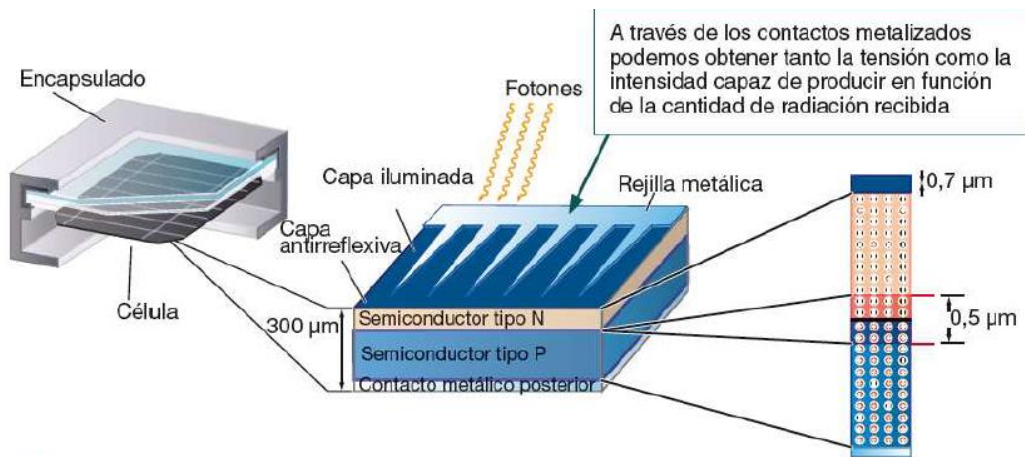 A través de los contactos metalizados
podemos obtener tanto la tensión como la
intensidad capaz de producir en función
de la cantidad de radiación recibida
Encapsulado
Fotones
Capa iluminada
Rejilla metálica
0,7 µm
Capa
antirreflexiva
Célula
300 µm
Semiconductor tipo N
0,5 µm
Semiconductor tipo P
Contacto metálico posterior